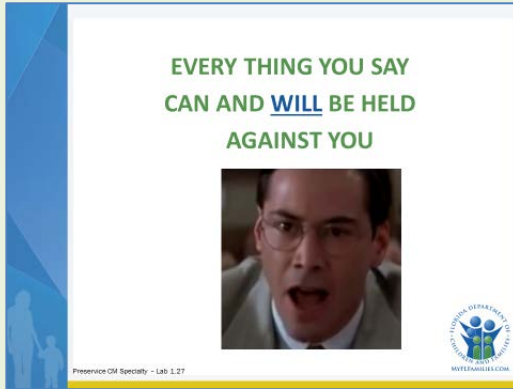 EVERY THING YOU SAY
CAN AND WILL BE HELD
AGAINST YOU
Preservice CM Specialty - Lab 1.27
FLORIDA DEPARTMENT OF
CHILDREN AND FAMILIES
MYFLFAMILIES.COM